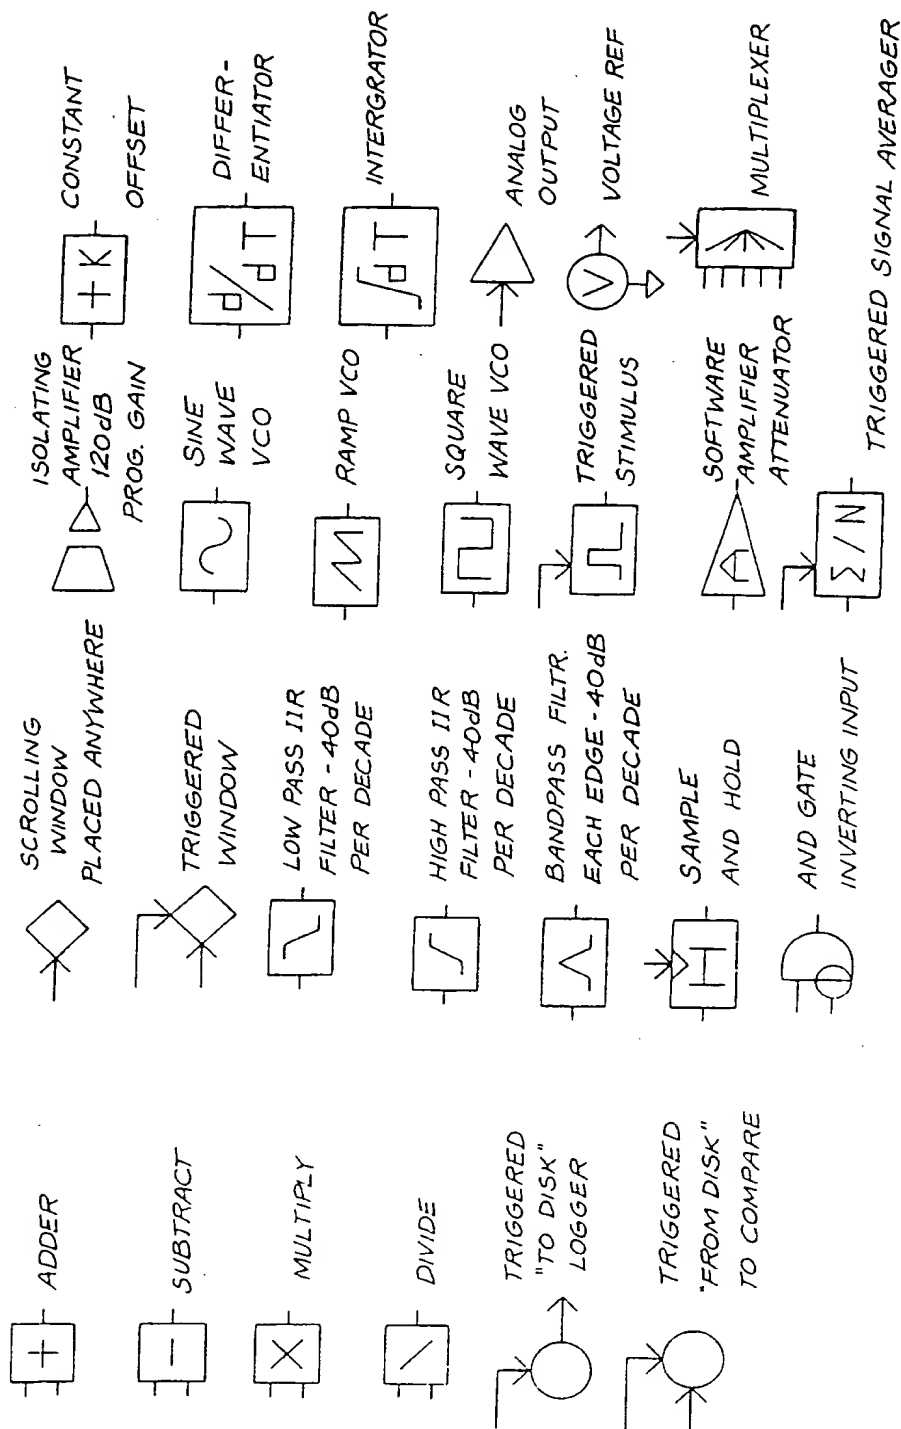 + ADDER
− SUBTRACT
X MULTIPLY
\ DIVIDE
TRIGGERED
"TO DISK"
LOGGER
TRIGGERED
"FROM DISK"
TO COMPARE
SCROLLING
WINDOW
PLACED ANYWHERE
TRIGGERED
WINDOW
LOW PASS IIR
FILTER - 40dB
PER DECADE
HIGH PASS IIR
FILTER - 40dB
PER DECADE
BANDPASS FILTR.
EACH EDGE - 40dB
PER DECADE
SAMPLE
AND HOLD
H
AND GATE
INVERTING INPUT
ISOLATING
AMPLIFIER
120dB
PROG. GAIN
SINE
WAVE
VCO
RAMP VCO
SQUARE
WAVE VCO
TRIGGERED
STIMULUS
SOFTWARE
AMPLIFIER
ATTENUATOR
A
Σ/N TRIGGERED SIGNAL AVERAGER
+K CONSTANT
OFFSET
d/dT DIFFER-
ENTIATOR
∫dT INTERGRATOR
ANALOG
OUTPUT
V VOLTAGE REF
MULTIPLEXER